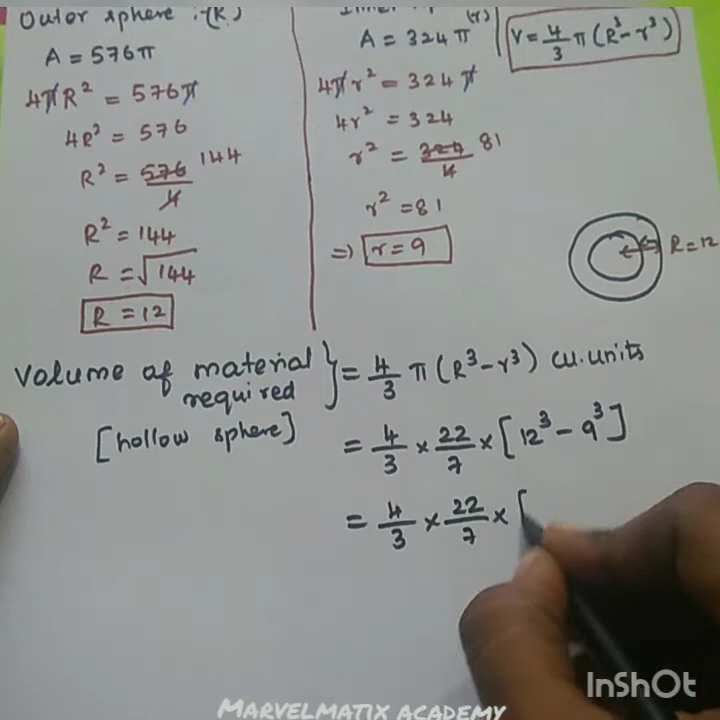 Outer sphere :-(R)
A = 576π
4πR² = 576π
4R² = 576
R² = 576/4 144
R² = 144
R = √144
R = 12
(r)
A = 324π
4πr² = 324π
4r² = 324
r² = 324/4 81
r² = 81
=) r = 9
V = 4/3 π (R³ - r³)
R = 12
Volume of material required } = 4/3 π (R³ - r³) cu.units
[hollow sphere]
= 4/3 × 22/7 × [12³ - 9³]
= 4/3 × 22/7 × [
InShOt
MARVELMATIX ACADEMY